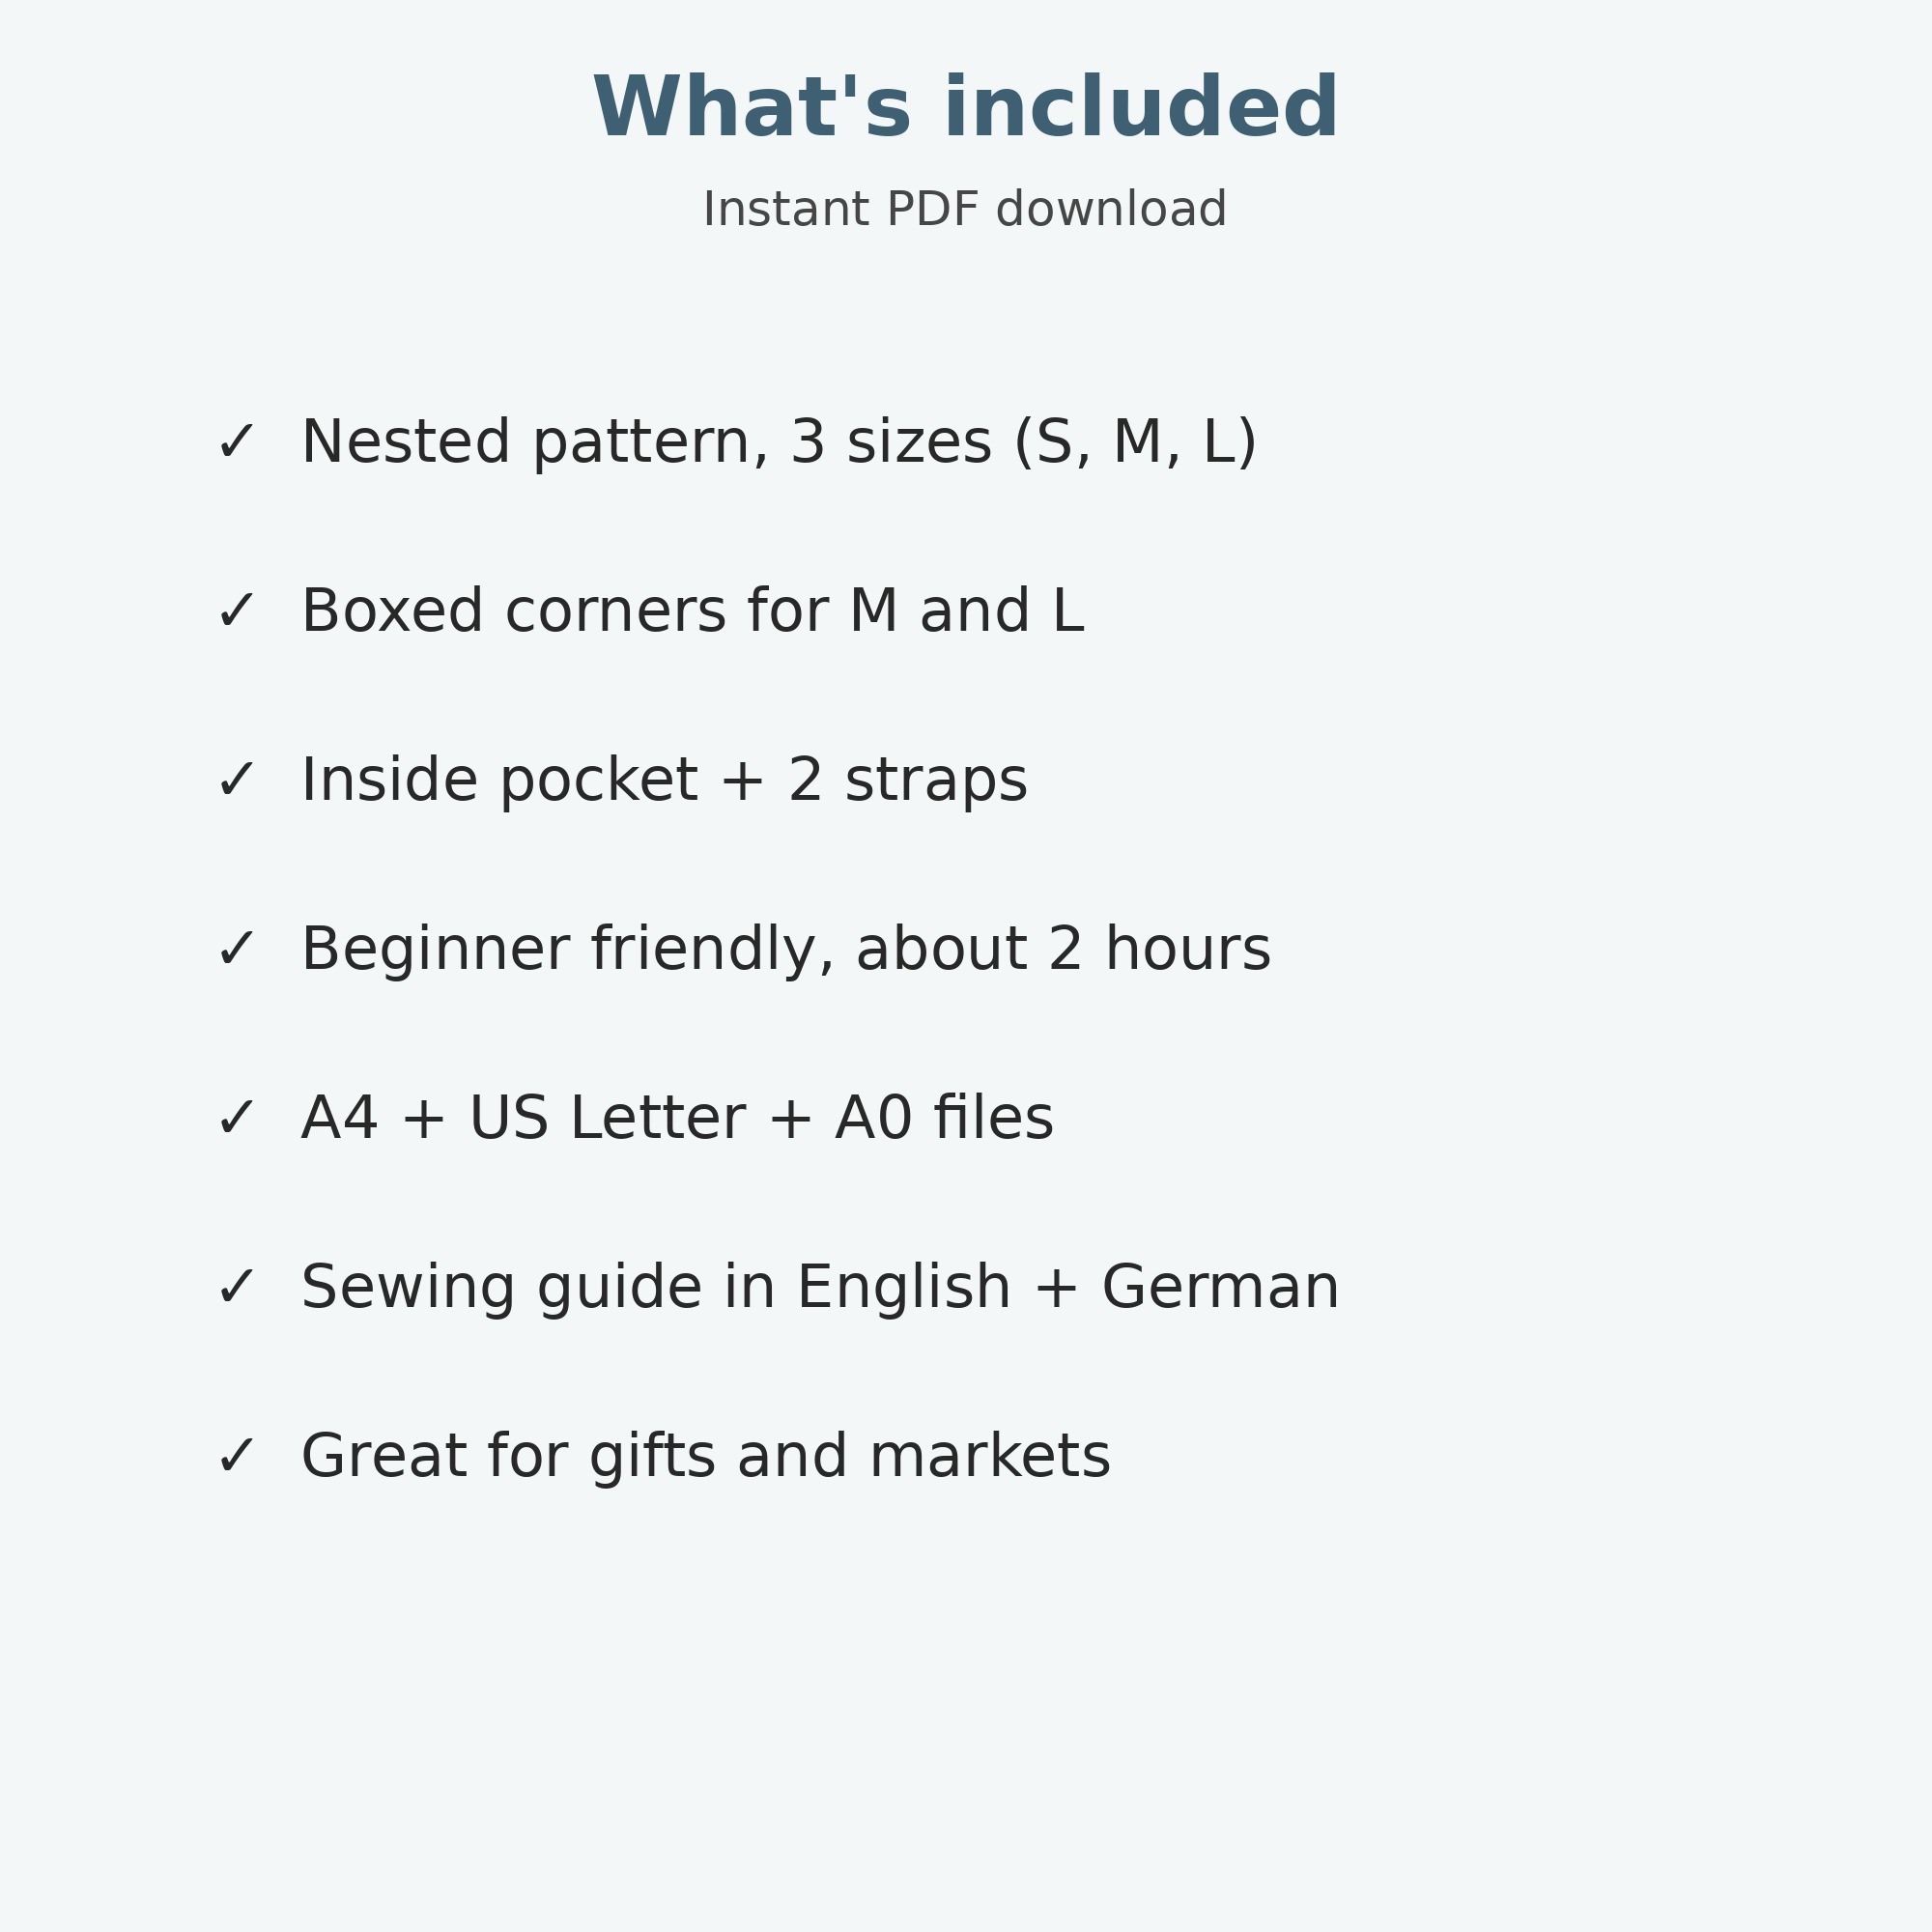 What's included
Instant PDF download
✓ Nested pattern, 3 sizes (S, M, L)
✓ Boxed corners for M and L
✓ Inside pocket + 2 straps
✓ Beginner friendly, about 2 hours
✓ A4 + US Letter + A0 files
✓ Sewing guide in English + German
✓ Great for gifts and markets